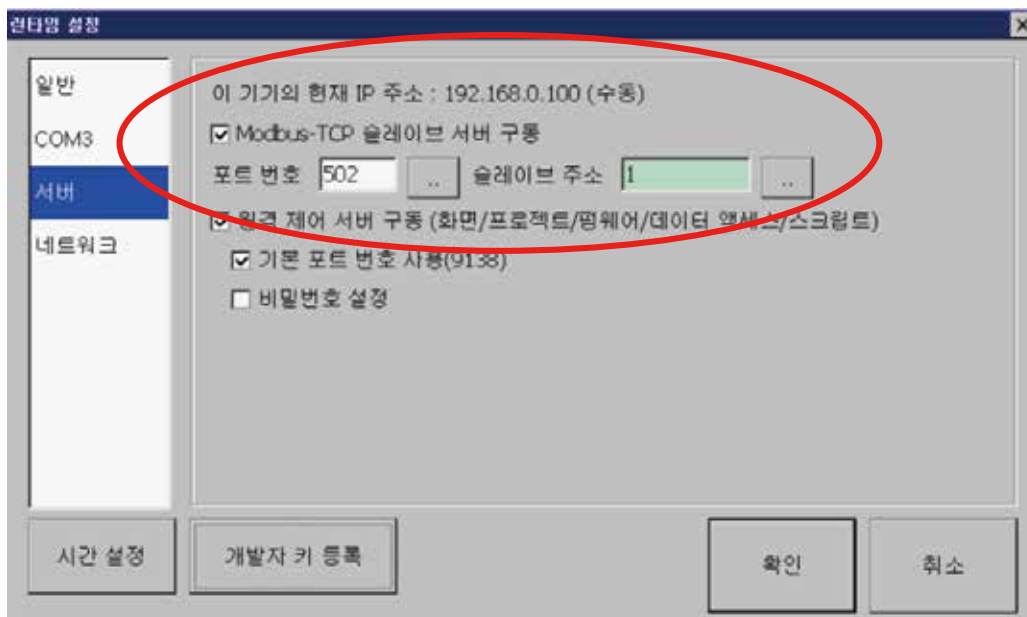 런타임 설정
일반
COM3
서버
네트워크
이 기기의 현재 IP 주소 : 192.168.0.100 (수동)
Modbus-TCP 슬레이브 서버 구동
포트 번호 502 .. 슬레이브 주소 1 ..
원격 제어 서버 구동 (화면/프로젝트/펌웨어/데이터 액세스/스크립트)
기본 포트 번호 사용(9138)
비밀번호 설정
시간 설정 개발자 키 등록 확인 취소